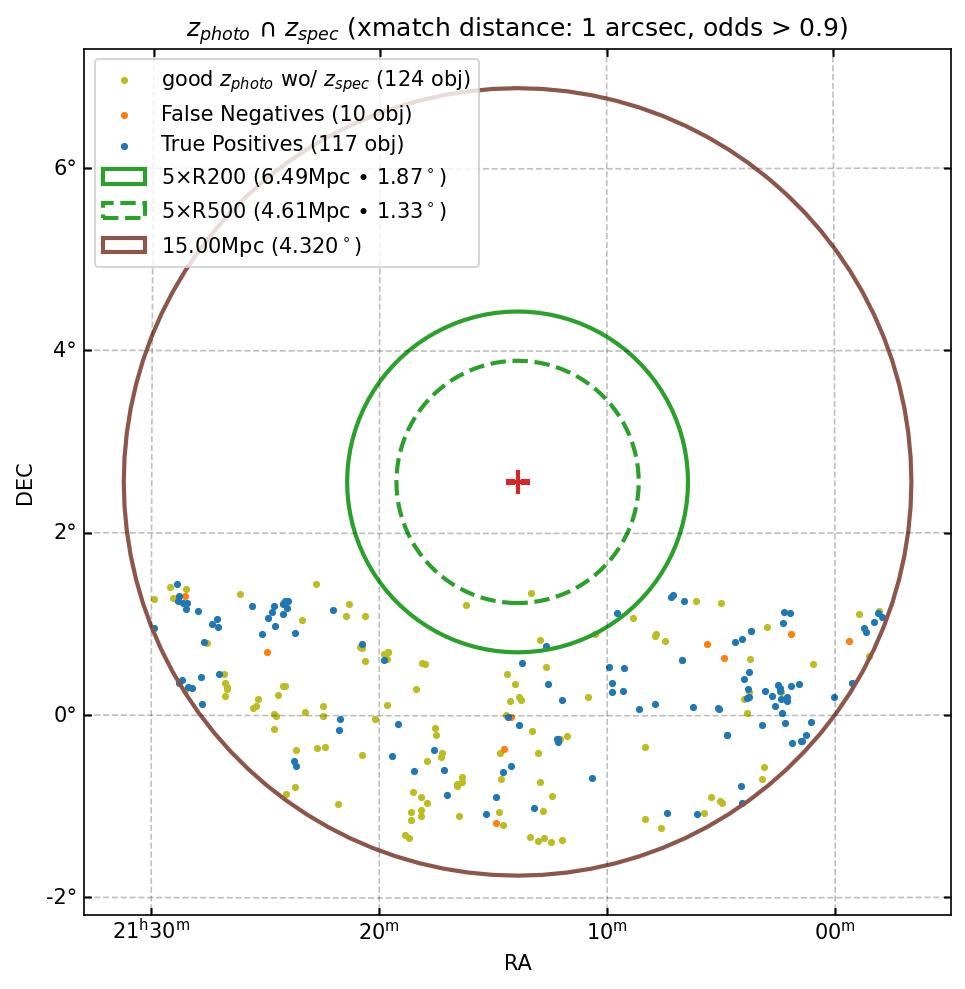 z_photo ∩ z_spec (xmatch distance: 1 arcsec, odds > 0.9)
good z_photo wo/ z_spec (124 obj)
False Negatives (10 obj)
True Positives (117 obj)
5×R200 (6.49Mpc • 1.87°)
5×R500 (4.61Mpc • 1.33°)
15.00Mpc (4.320°)
6°
4°
2°
0°
-2°
DEC
21h30m 20m 10m 00m
RA